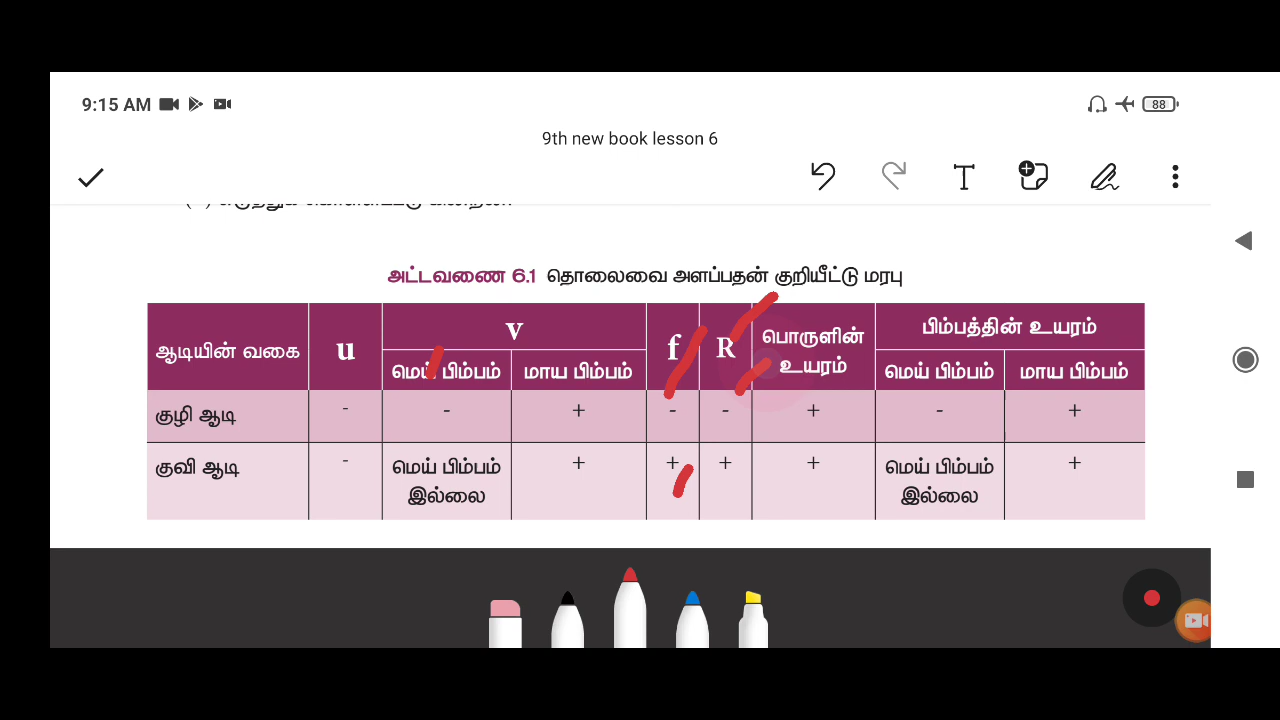 9:15 AM
88
9th new book lesson 6
அட்டவணை 6.1 தொலைவை அளப்பதன் குறியீட்டு மரபு
ஆடியின் வகை u v f R பொருளின் உயரம் பிம்பத்தின் உயரம்
மெய் பிம்பம் மாய பிம்பம் மெய் பிம்பம் மாய பிம்பம்
குழி ஆடி - - + - - + - +
குவி ஆடி - மெய் பிம்பம் இல்லை + + + + மெய் பிம்பம் இல்லை +